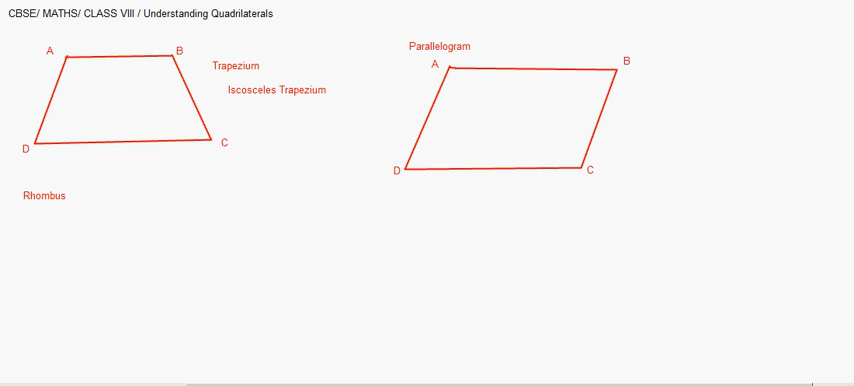 CBSE/ MATHS/ CLASS VIII / Understanding Quadrilaterals
A
B
Trapezium
Iscosceles Trapezium
D
C
Parallelogram
A
B
D
C
Rhombus